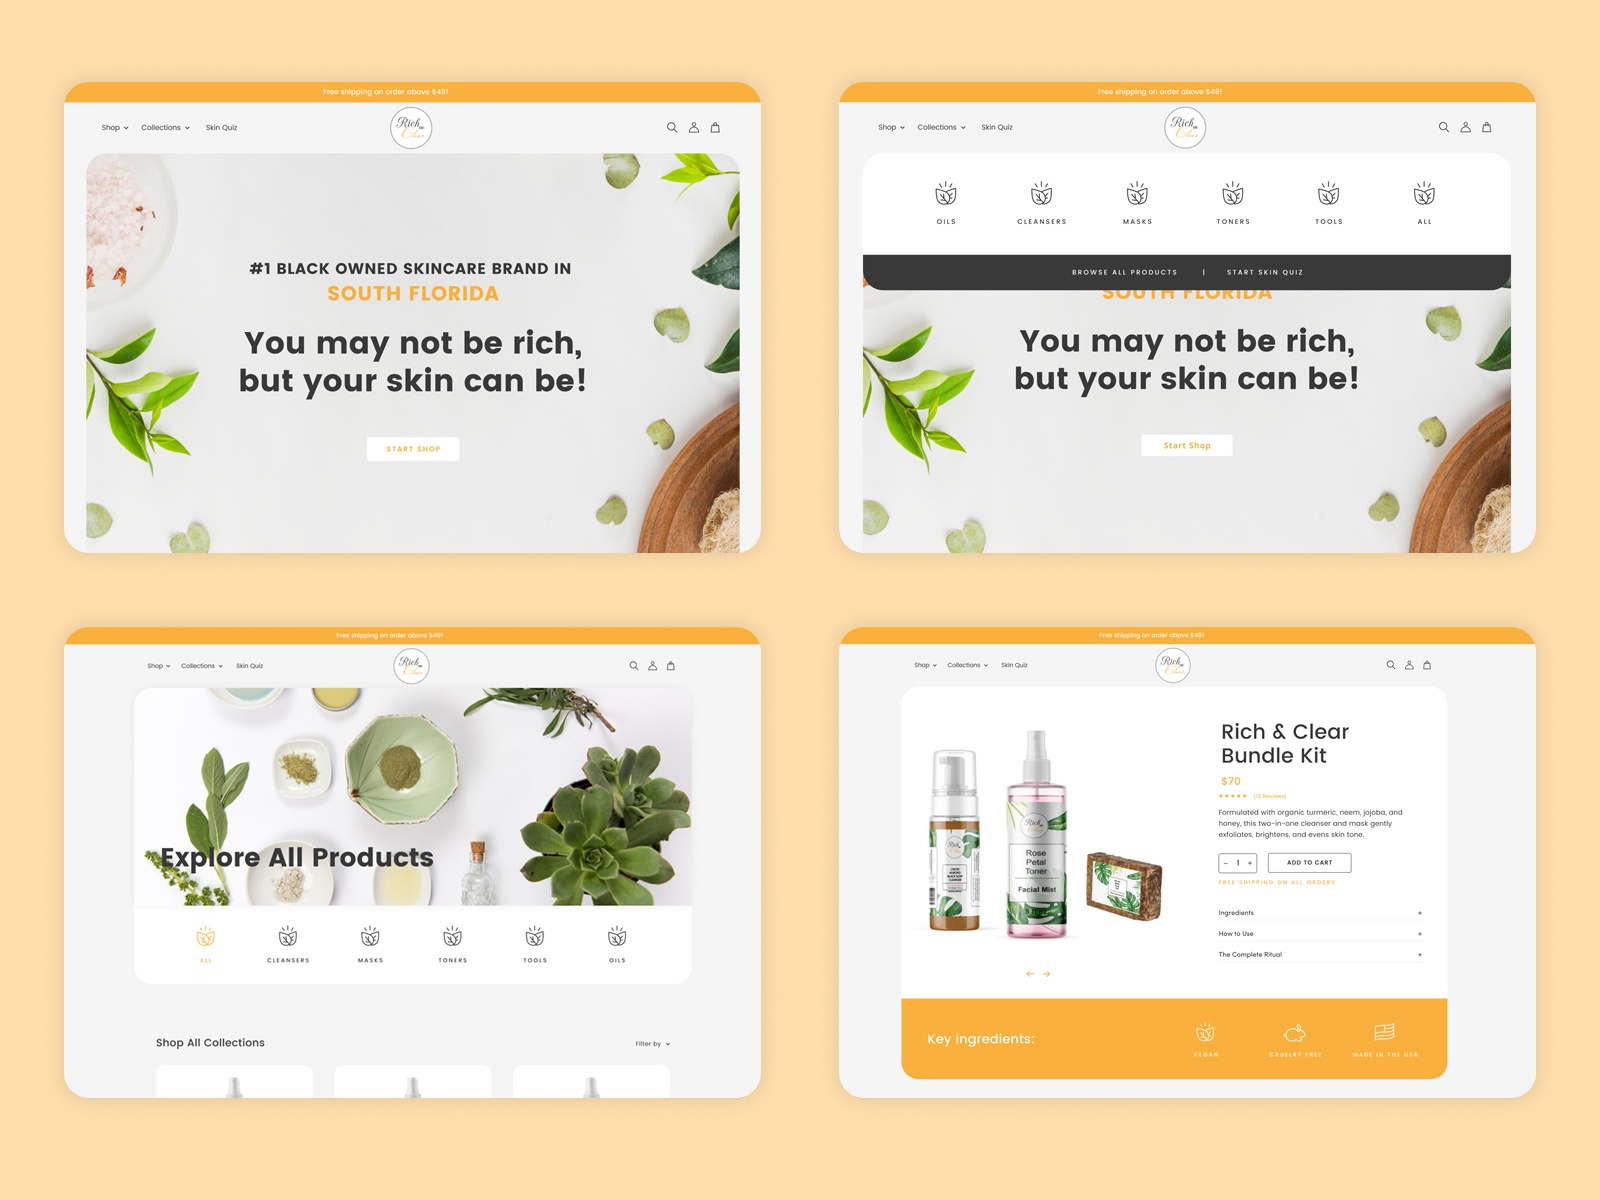 Free shipping on order above $49!
Shop
Collections
Skin Quiz
Rich
Clear
#1 BLACK OWNED SKINCARE BRAND IN
SOUTH FLORIDA
You may not be rich,
but your skin can be!
START SHOP
Free shipping on order above $49!
Shop
Collections
Skin Quiz
Rich
Clear
OILS
CLEANSERS
MASKS
TONERS
TOOLS
ALL
BROWSE ALL PRODUCTS | START SKIN QUIZ
SOUTH FLORIDA
You may not be rich,
but your skin can be!
Start Shop
Free shipping on order above $49!
Shop
Collections
Skin Quiz
Rich
Clear
Explore All Products
ALL
CLEANSERS
MASKS
TONERS
TOOLS
OILS
Shop All Collections
Filter by
Free shipping on order above $49!
Shop
Collections
Skin Quiz
Rich
Clear
Rich
Rose
Petal
Toner
Facial Mist
Rich & Clear
Bundle Kit
$70
(12 Reviews)
Formulated with organic turmeric, neem, jojoba, and
honey, this two-in-one cleanser and mask gently
exfoliates, brightens, and evens skin tone.
− 1 +
ADD TO CART
FREE SHIPPING ON ALL ORDERS
Ingredients +
How to Use +
The Complete Ritual +
Key ingredients:
VEGAN
CRUELRY FREE
MADE IN THE USA